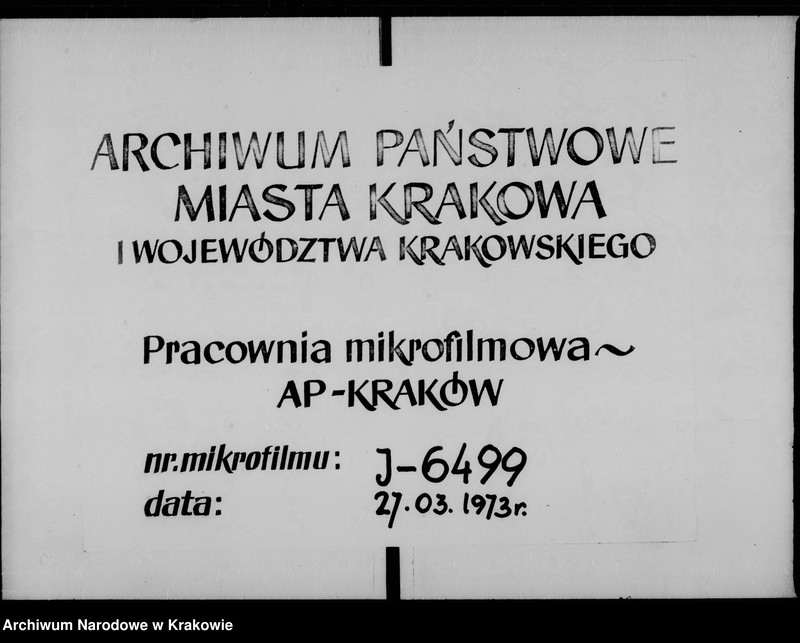 ARCHIWUM PAŃSTWOWE
MIASTA KRAKOWA
I WOJEWÓDZTWA KRAKOWSKIEGO
Pracownia mikrofilmowa~
AP-KRAKÓW
nr.mikrofilmu: J-6499
data: 27.03.1973r.
Archiwum Narodowe w Krakowie